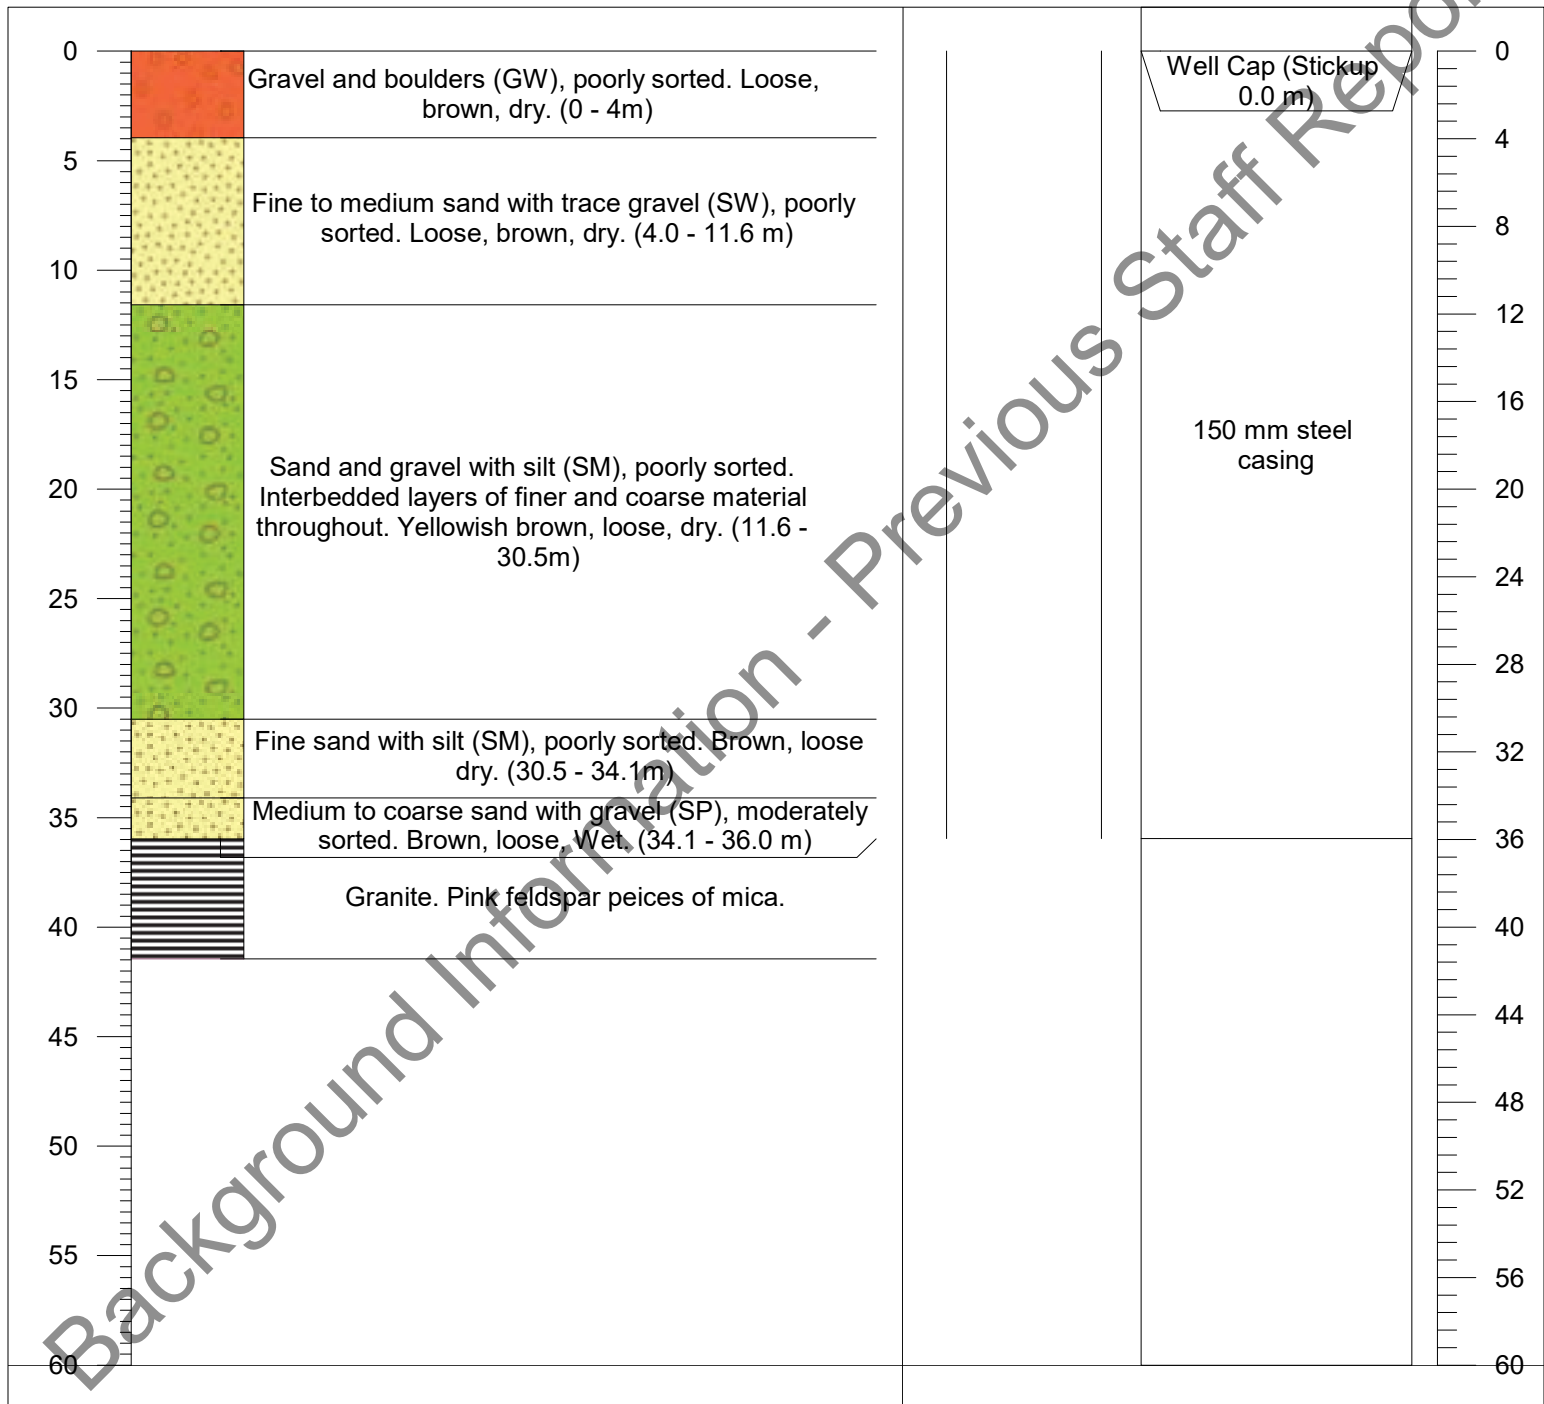 0
5
10
15
20
25
30
35
40
45
50
55
60
Gravel and boulders (GW), poorly sorted. Loose,
brown, dry. (0 - 4m)
Fine to medium sand with trace gravel (SW), poorly
sorted. Loose, brown, dry. (4.0 - 11.6 m)
Sand and gravel with silt (SM), poorly sorted.
Interbedded layers of finer and coarse material
throughout. Yellowish brown, loose, dry. (11.6 -
30.5m)
Fine sand with silt (SM), poorly sorted. Brown, loose
dry. (30.5 - 34.1m)
Medium to coarse sand with gravel (SP), moderately
sorted. Brown, loose, Wet. (34.1 - 36.0 m)
Granite. Pink feldspar peices of mica.
Well Cap (Stickup
0.0 m)
150 mm steel
casing
0
4
8
12
16
20
24
28
32
36
40
44
48
52
56
60
Background Information - Previous Staff